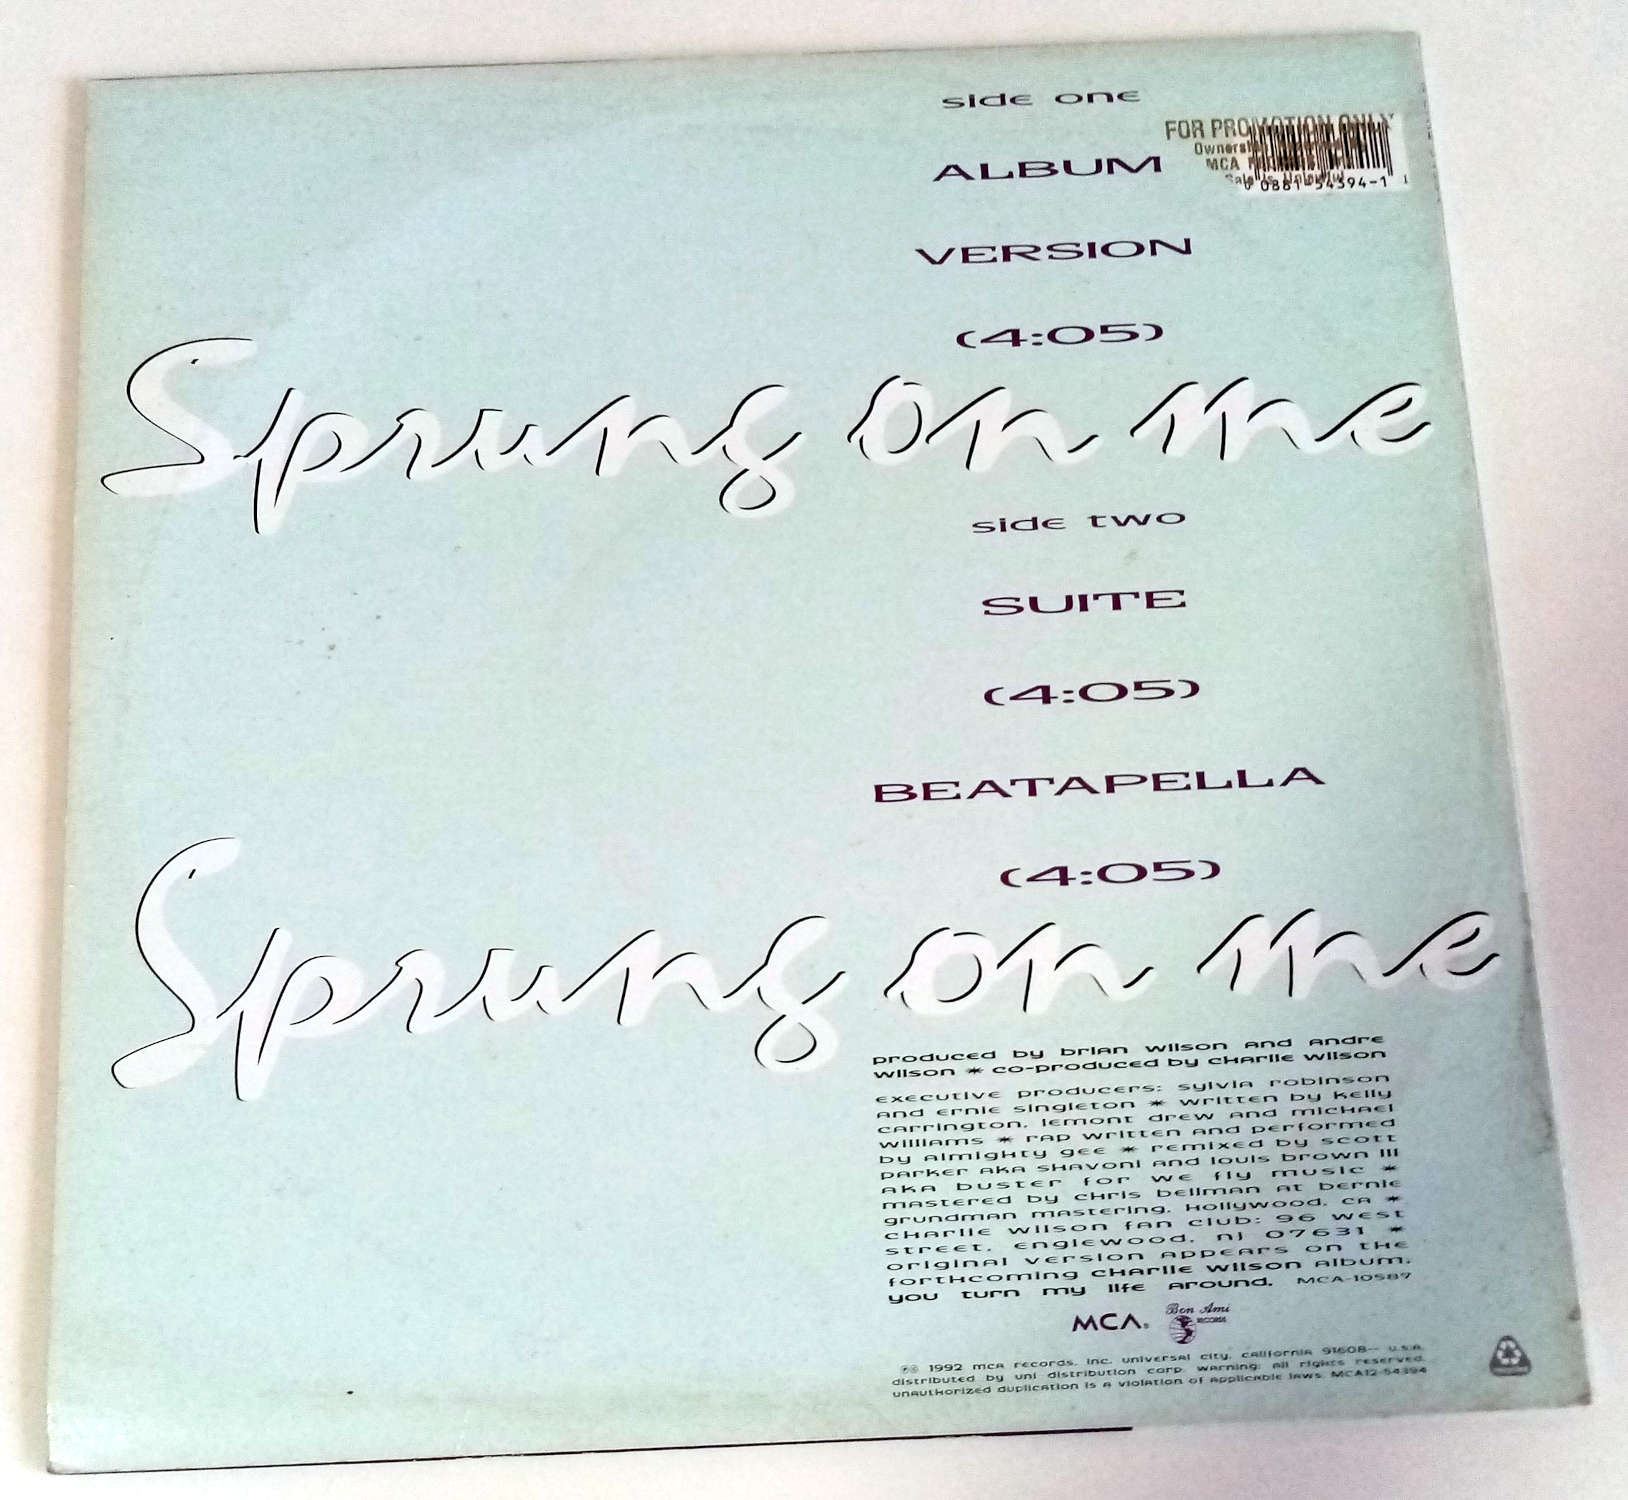 side one
FOR PROMOTION ONLY
MCA
0 0881-54394-1 1
ALBUM
VERSION
(4:05)
Sprung on me
side two
SUITE
(4:05)
BEATAPELLA
(4:05)
Sprung on me
produced by brian wilson and andre
wilson * co-produced by charlie wilson
executive producers: sylvia robinson
and ernie singleton * written by kelly
carrington, lemont drew and michael
williams * rap written and performed
by almighty gee * remixed by scott
parker aka shavoni and louis brown III
aka buster for we fly music *
mastered by chris bellman at bernie
grundman mastering, hollywood, ca *
charlie wilson fan club: 96 west
street, englewood, nj 07631 *
original version appears on the
forthcoming charlie wilson album,
you turn my life around. MCA-10587
MCA. Bon Ami
RECORDS
℗© 1992 mca records, inc. universal city, california 91608-- u.s.a.
distributed by uni distribution corp. warning: all rights reserved.
unauthorized duplication is a violation of applicable laws. MCA12-54394